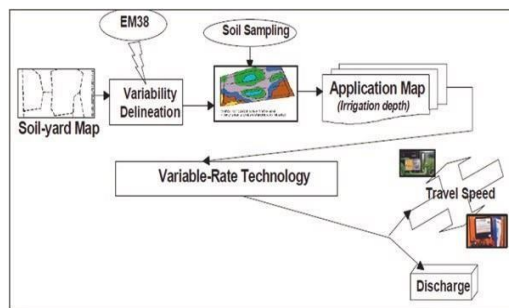 EM38
Soil Sampling
Variability
Delineation
Soil-yard Map
Application Map
(Irrigation depth)
Variable-Rate Technology
Travel Speed
Discharge